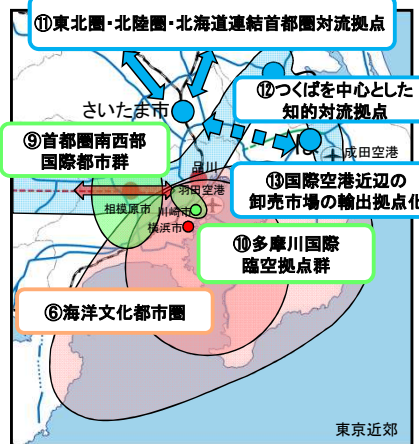 ⑪東北圏・北陸圏・北海道連結首都圏対流拠点
さいたま市
⑫つくばを中心とした
知的対流拠点
成田空港
⑨首都圏南西部
国際都市群
品川
羽田空港
⑬国際空港近辺の
卸売市場の輸出拠点化
相模原市
川崎市
横浜市
⑩多摩川国際
臨空拠点群
⑥海洋文化都市圏
東京近郊